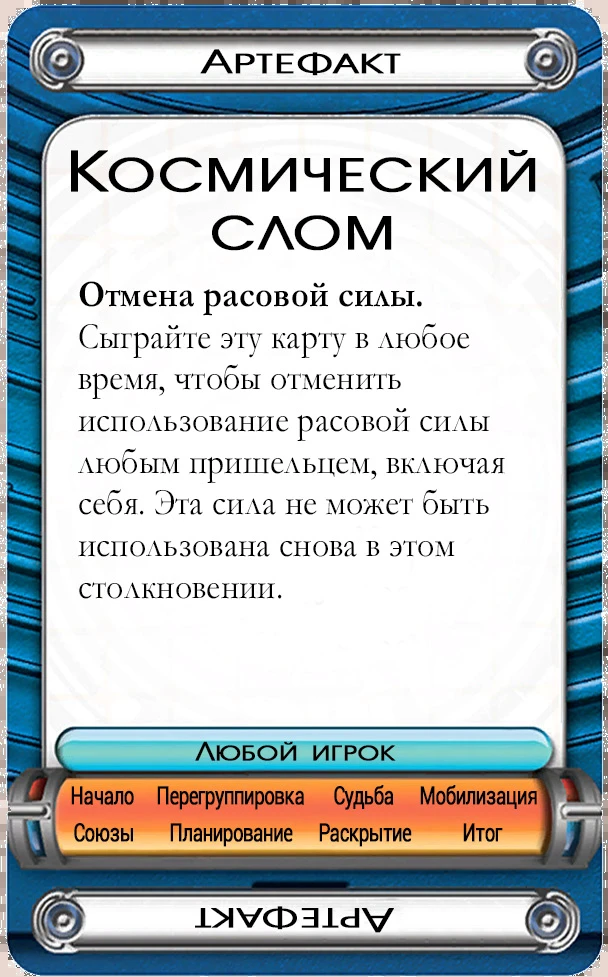 Артефакт
Космический
слом
Отмена расовой силы.
Сыграйте эту карту в любое
время, чтобы отменить
использование расовой силы
любым пришельцем, включая
себя. Эта сила не может быть
использована снова в этом
столкновении.
Любой игрок
Начало Перегруппировка Судьба Мобилизация
Союзы Планирование Раскрытие Итог
Артефакт